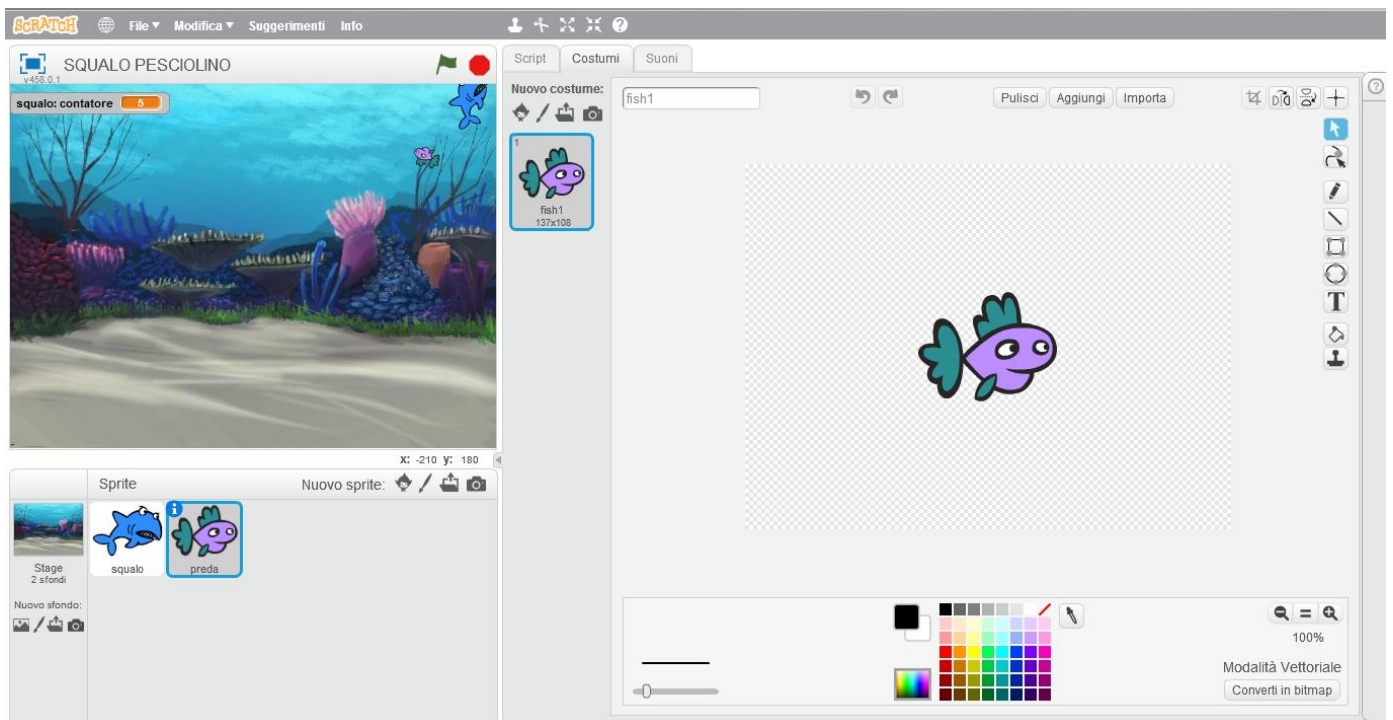 SCRATCH File Modifica Suggerimenti Info
SQUALO PESCIOLINO
v458.0.1
squalo: contatore 5
X: -210 Y: 180
Sprite Nuovo sprite:
squalo
preda
Stage
2 sfondi
Nuovo sfondo:
Script Costumi Suoni
Nuovo costume:
1
fish1
137x108
fish1
Pulisci Aggiungi Importa
T
100%
Modalità Vettoriale
Converti in bitmap